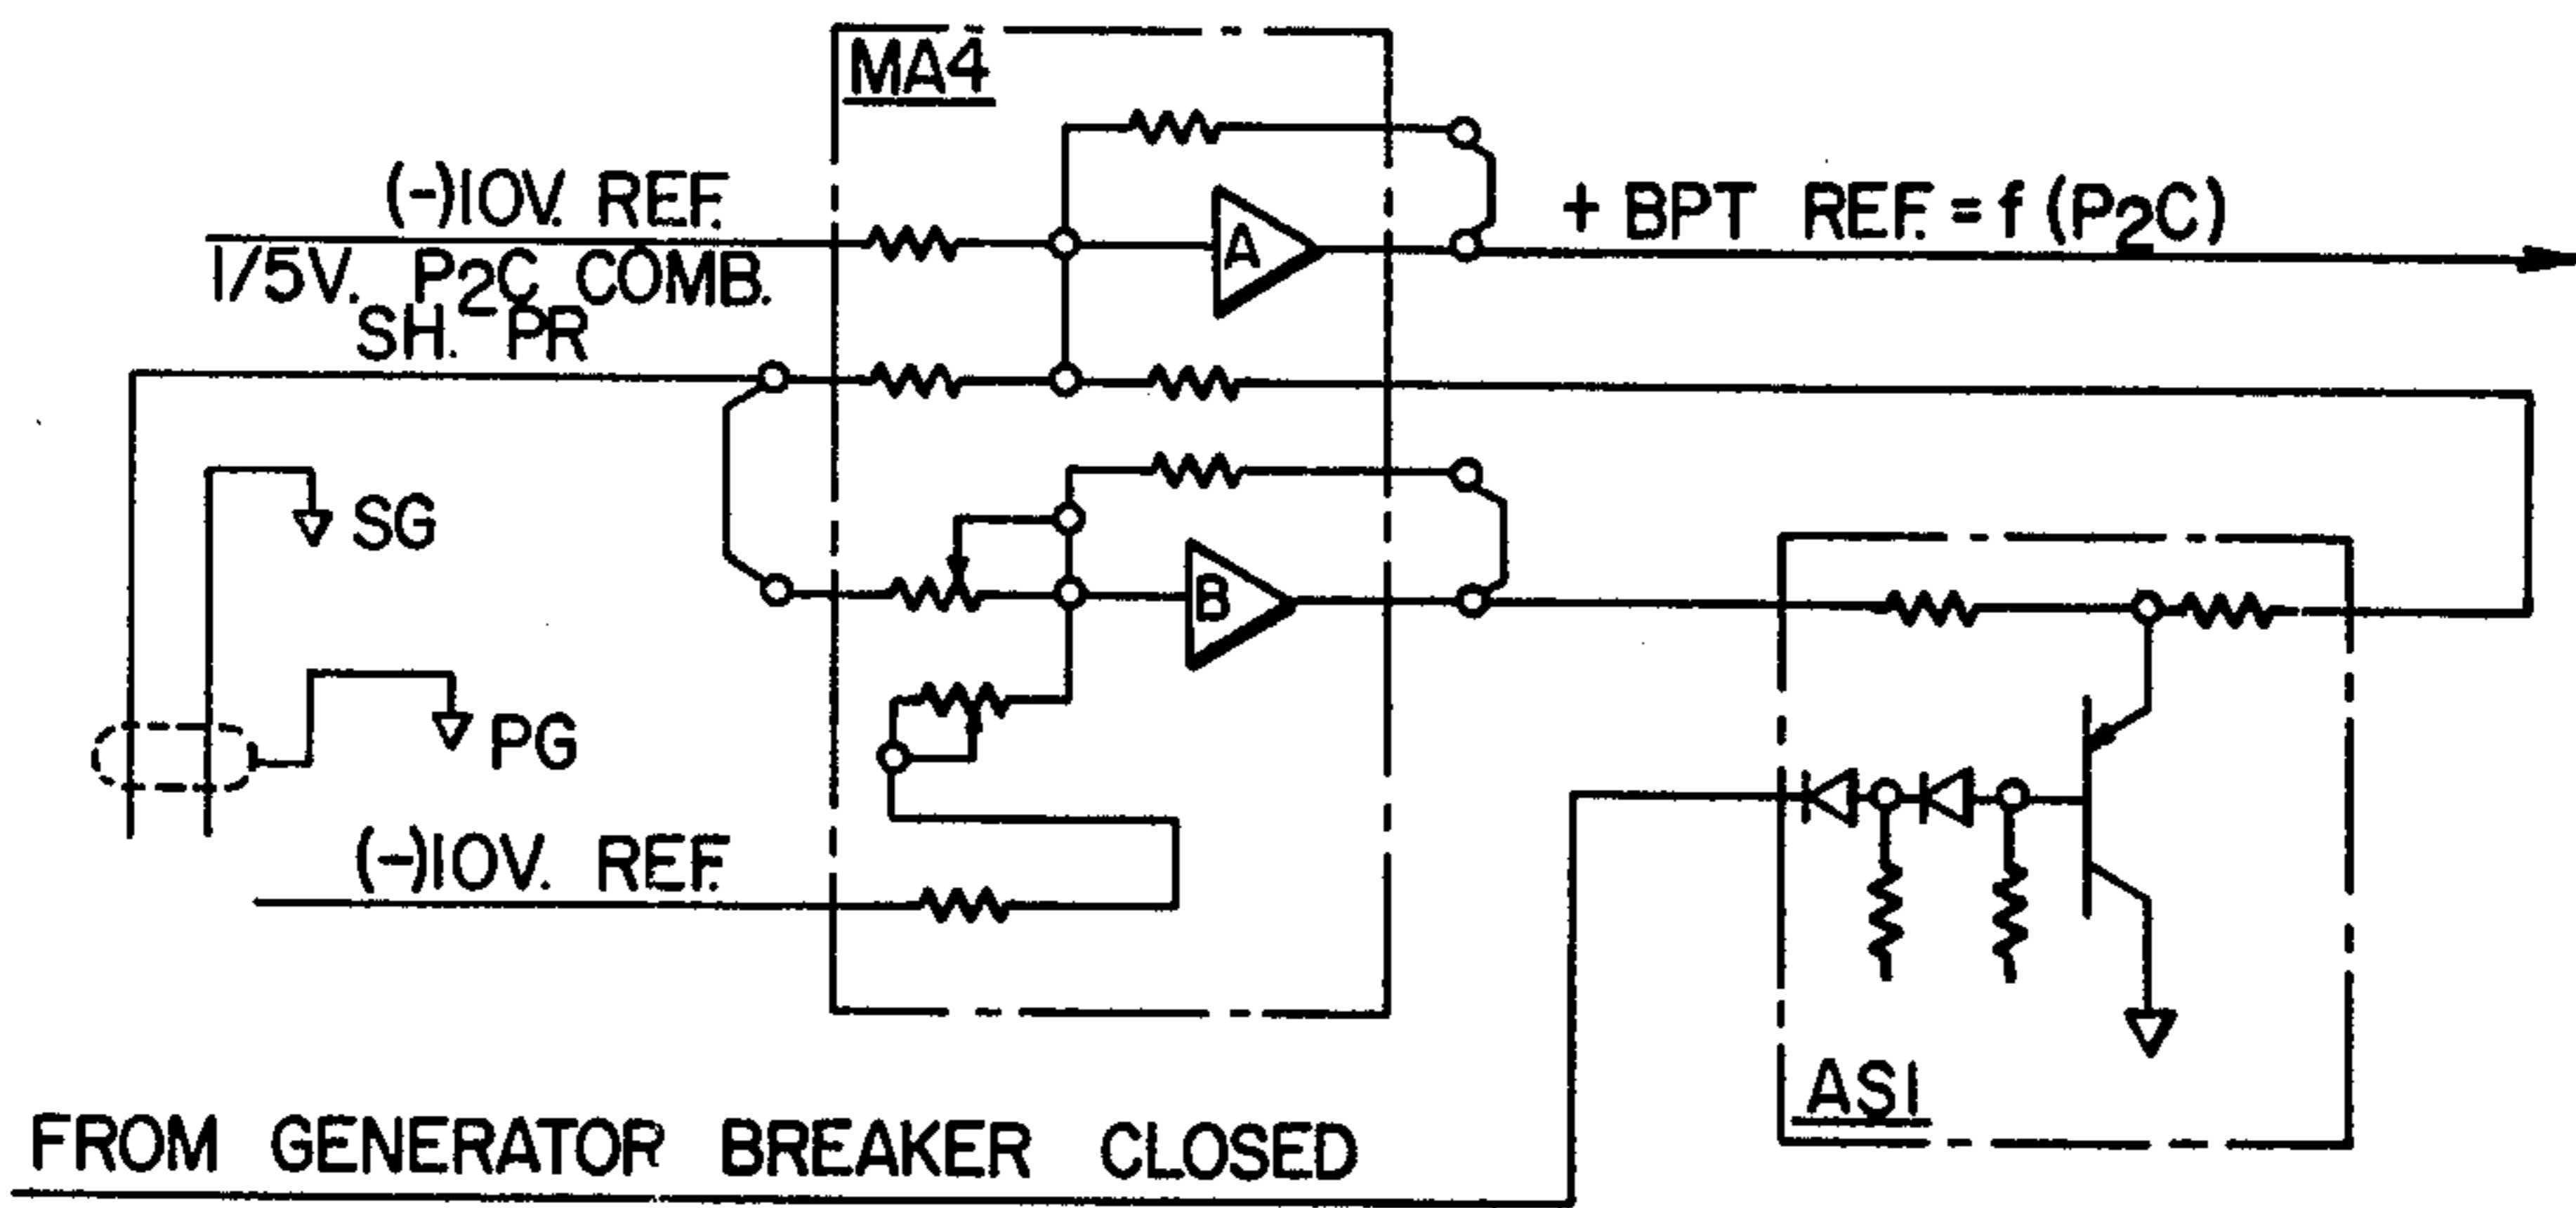 MA4
(-)10V. REF.
1/5V. P2C COMB.
SH. PR
A
+ BPT REF. = f (P2C)
SG
B
PG
(-)10V. REF.
AS1
FROM GENERATOR BREAKER CLOSED